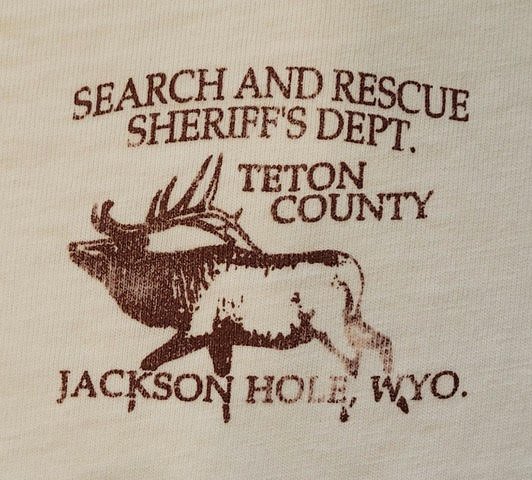 SEARCH AND RESCUE
SHERIFF'S DEPT.
TETON
COUNTY
JACKSON HOLE, WYO.